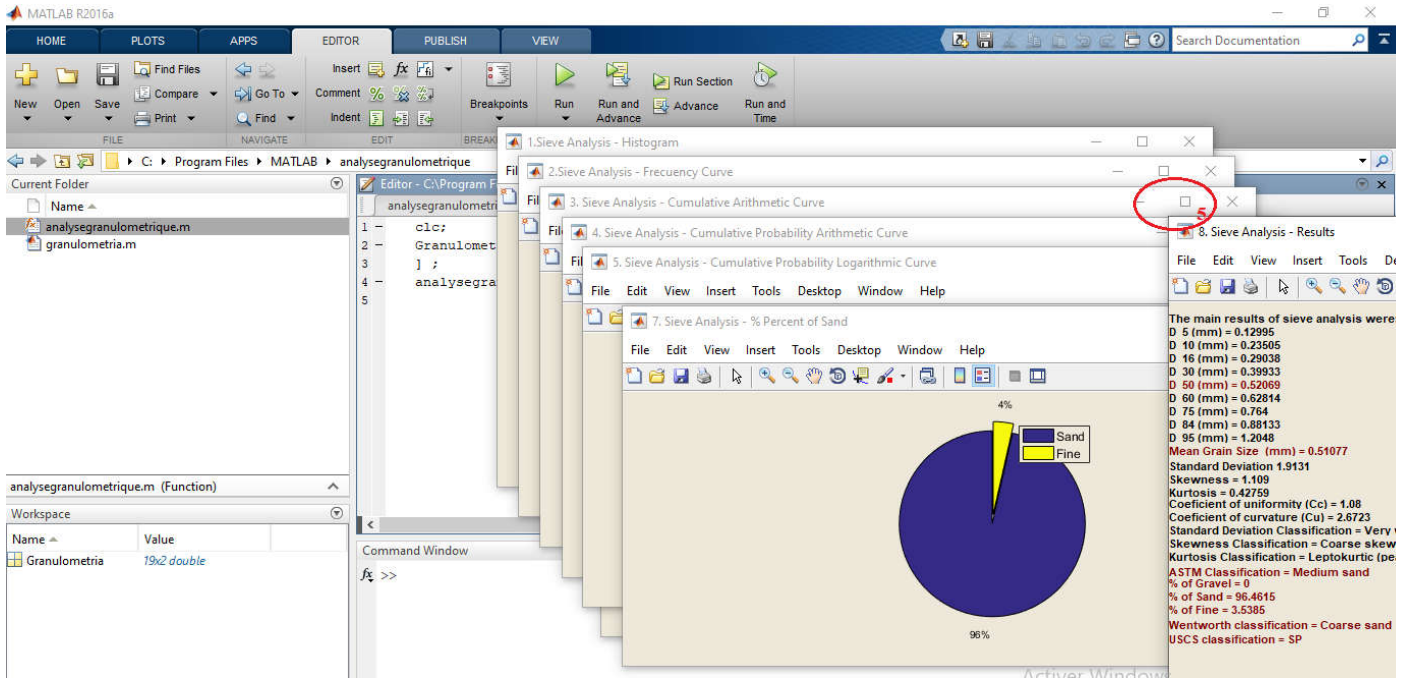 MATLAB R2016a
HOME PLOTS APPS EDITOR PUBLISH VIEW
Search Documentation
New Open Save
Find Files
Compare
Print
FILE
Go To
Find
NAVIGATE
Insert
Comment
Indent
EDIT
Breakpoints
BREAK
Run
Run and Advance
Run Section
Advance
Run and Time
C: Program Files MATLAB analysegranulometrique
Current Folder
Name
analysegranulometrique.m
granulometria.m
analysegranulometrique.m (Function)
Workspace
Name Value
Granulometria 19x2 double
Editor - C:\Program F
analysegranulometri
1 - clc;
2 - Granulomet
3 ] ;
4 - analysegra
5
Command Window
fx >>
1.Sieve Analysis - Histogram
Fil
2.Sieve Analysis - Frecuency Curve
Fil
3. Sieve Analysis - Cumulative Arithmetic Curve
Fil
4. Sieve Analysis - Cumulative Probability Arithmetic Curve
Fil
5. Sieve Analysis - Cumulative Probability Logarithmic Curve
File Edit View Insert Tools Desktop Window Help
7. Sieve Analysis - % Percent of Sand
File Edit View Insert Tools Desktop Window Help
4%
Sand
Fine
96%
5
8. Sieve Analysis - Results
File Edit View Insert Tools De
The main results of sieve analysis were:
D 5 (mm) = 0.12995
D 10 (mm) = 0.23505
D 16 (mm) = 0.29038
D 30 (mm) = 0.39933
D 50 (mm) = 0.52069
D 60 (mm) = 0.62814
D 75 (mm) = 0.764
D 84 (mm) = 0.88133
D 95 (mm) = 1.2048
Mean Grain Size (mm) = 0.51077
Standard Deviation 1.9131
Skewness = 1.109
Kurtosis = 0.42759
Coeficient of uniformity (Cc) = 1.08
Coeficient of curvature (Cu) = 2.6723
Standard Deviation Classification = Very
Skewness Classification = Coarse skew
Kurtosis Classification = Leptokurtic (pe
ASTM Classification = Medium sand
% of Gravel = 0
% of Sand = 96.4615
% of Fine = 3.5385
Wentworth classification = Coarse sand
USCS classification = SP
Activer Windows